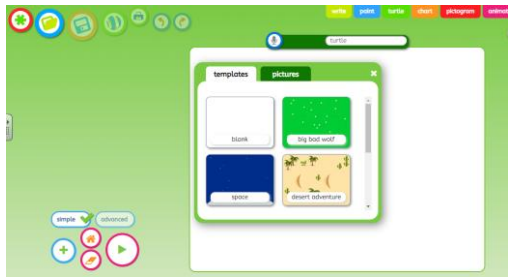 write paint turtle chart pictogram animate
turtle
templates pictures
blank big bad wolf
space desert adventure
simple advanced